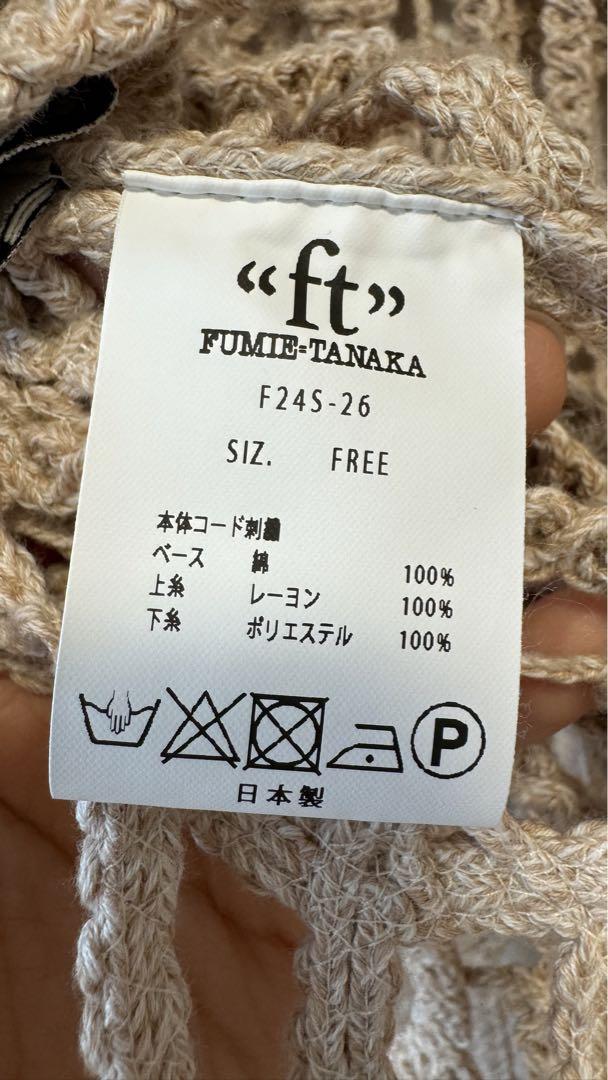 “ft”
FUMIE=TANAKA
F24S-26
SIZ. FREE
本体コード刺繍
ベース 綿 100%
上糸 レーヨン 100%
下糸 ポリエステル 100%
P
日本製